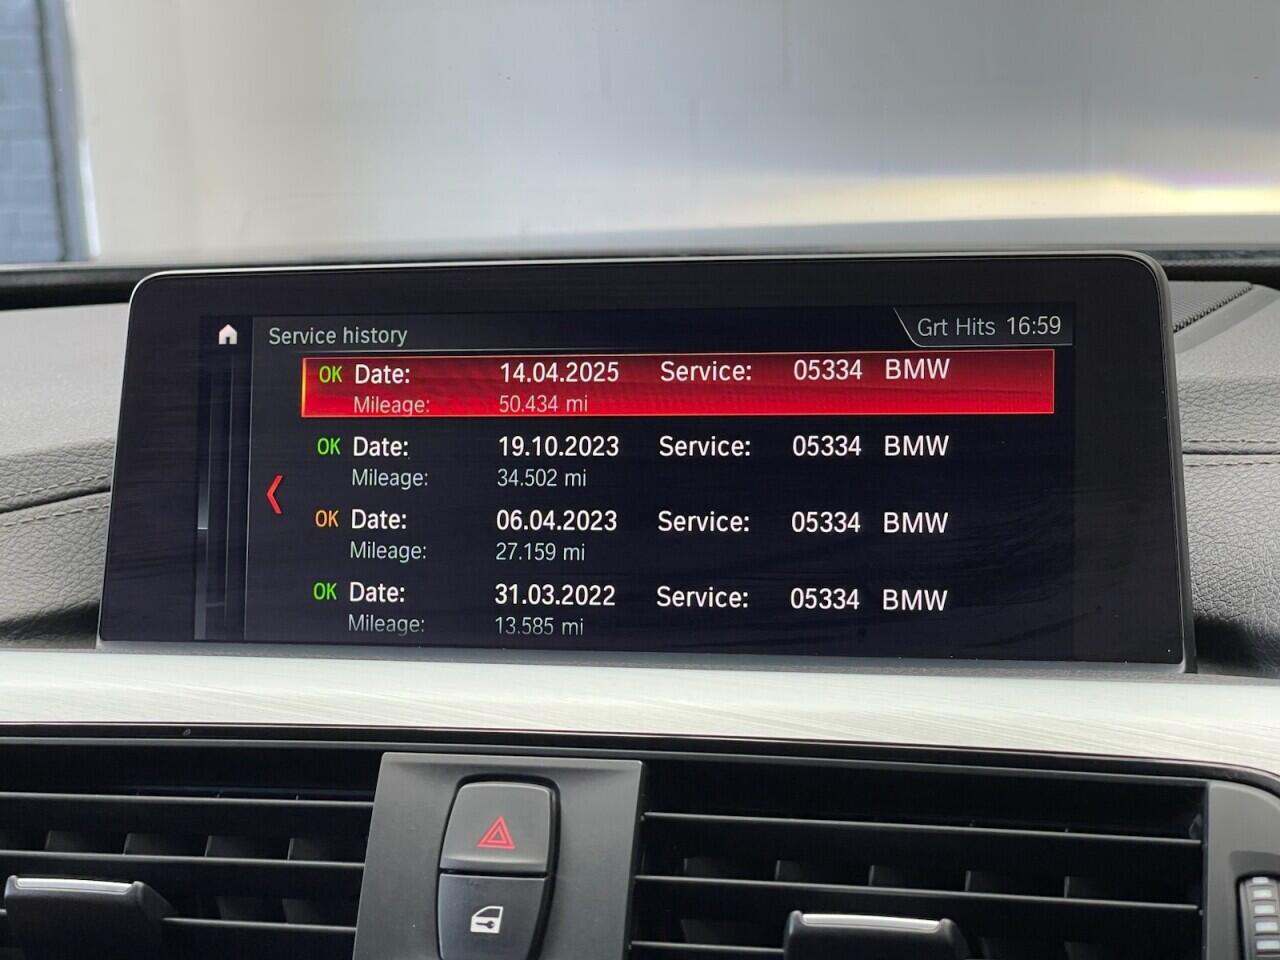 Service history
Grt Hits 16:59
OK Date: 14.04.2025 Service: 05334 BMW
Mileage: 50.434 mi
OK Date: 19.10.2023 Service: 05334 BMW
Mileage: 34.502 mi
OK Date: 06.04.2023 Service: 05334 BMW
Mileage: 27.159 mi
OK Date: 31.03.2022 Service: 05334 BMW
Mileage: 13.585 mi